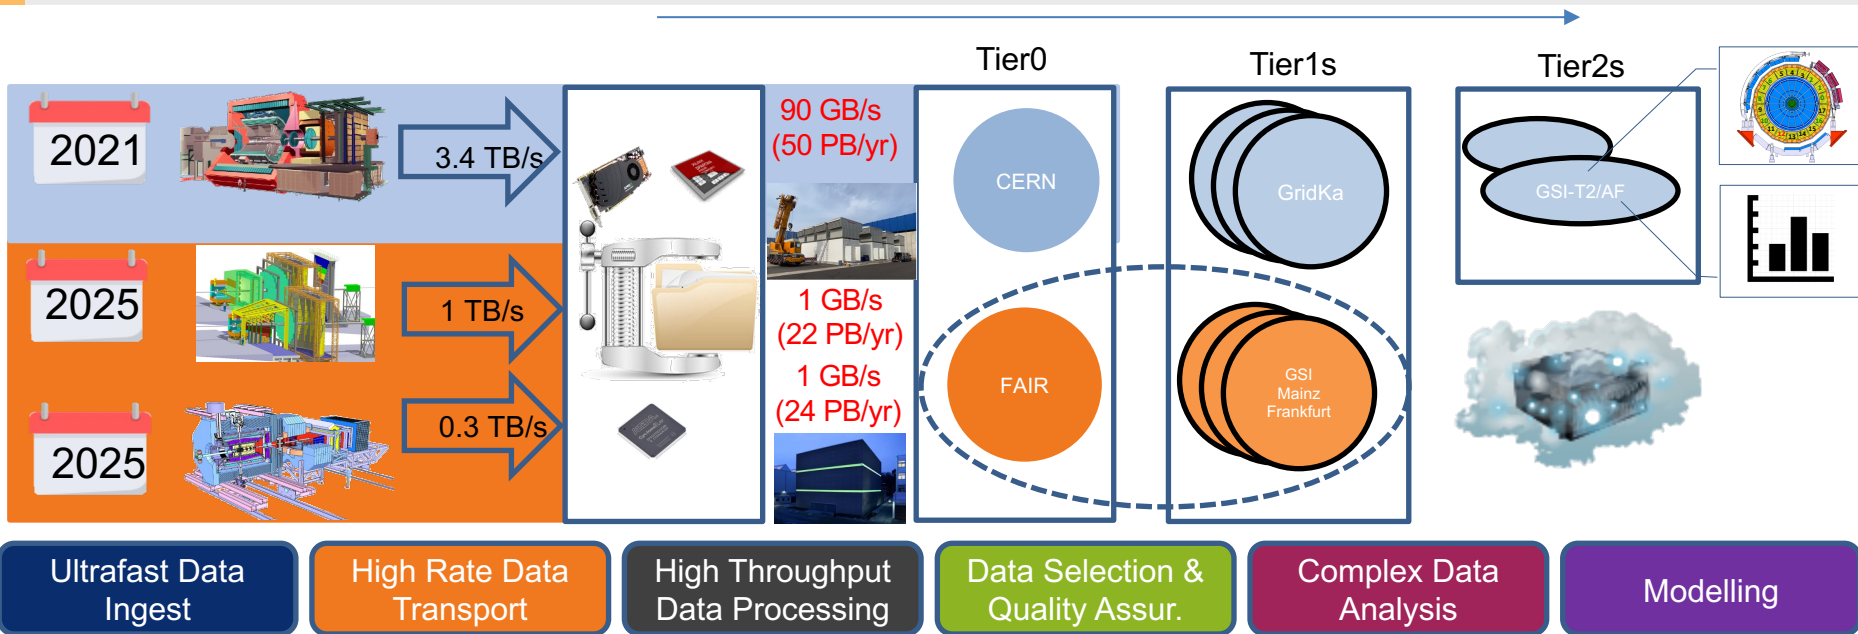 Tier0
Tier1s
Tier2s
2021
3.4 TB/s
90 GB/s
(50 PB/yr)
CERN
GridKa
GSI-T2/AF
2025
1 TB/s
1 GB/s
(22 PB/yr)
2025
0.3 TB/s
1 GB/s
(24 PB/yr)
FAIR
GSI
Mainz
Frankfurt
Ultrafast Data
Ingest
High Rate Data
Transport
High Throughput
Data Processing
Data Selection &
Quality Assur.
Complex Data
Analysis
Modelling